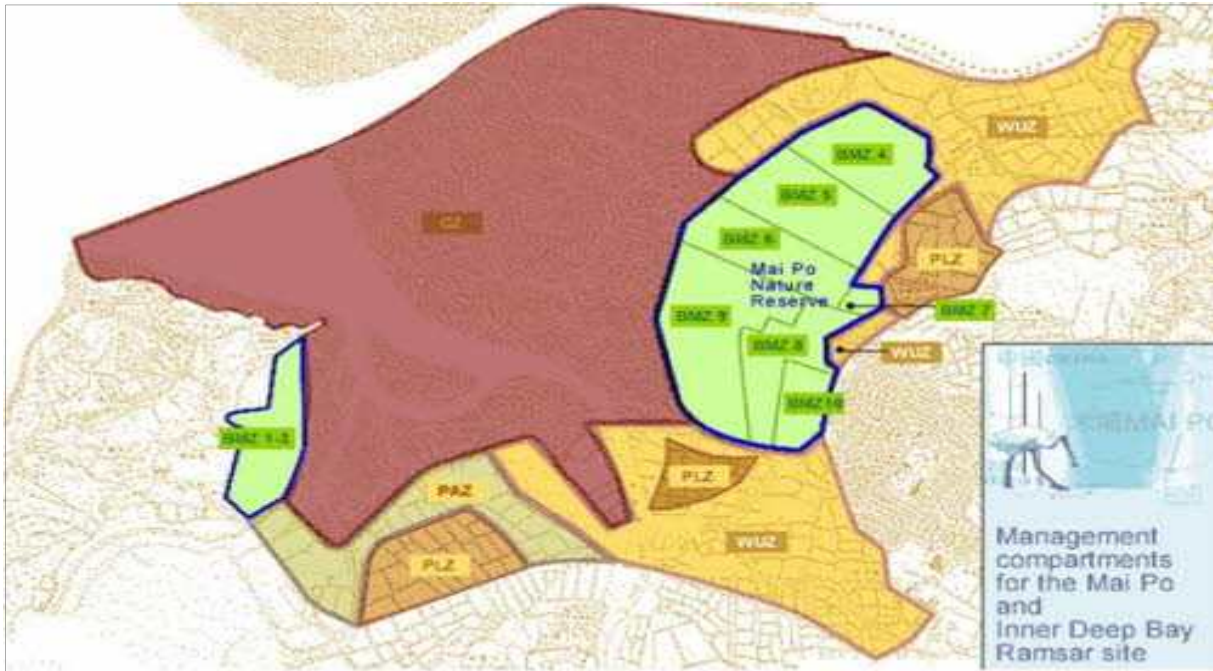 WUZ
BMZ 4
BMZ 5
CZ
BMZ 6
PLZ
Mai Po
Nature
Reserve
BMZ 7
BMZ 9
BMZ 8
WUZ
BMZ 10
BMZ 1-3
PLZ
PAZ
WUZ
PLZ
MAI PO
Management
compartments
for the Mai Po
and
Inner Deep Bay
Ramsar site